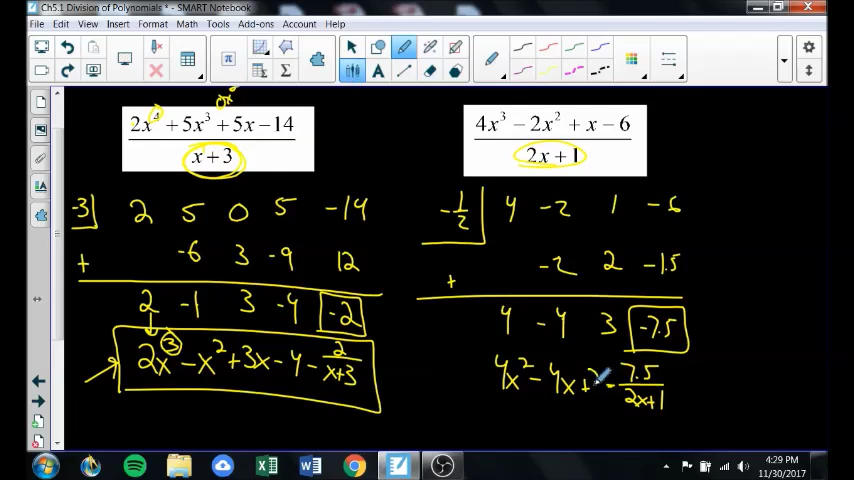 Ch5.1 Division of Polynomials * - SMART Notebook
File Edit View Insert Format Math Tools Add-ons Account Help
π
Σ
A
0x²
2x⁴ + 5x³ + 5x − 14
x + 3
4x³ − 2x² + x − 6
2x + 1
-3 2 5 0 5 -14
+ -6 3 -9 12
2 -1 3 -4 -2
2x³ - x² + 3x - 4 - 2/(x+3)
-1/2 4 -2 1 -6
+ -2 2 -1.5
4 -4 3 -7.5
4x² - 4x + - 7.5/(2x+1)
4:29 PM
11/30/2017